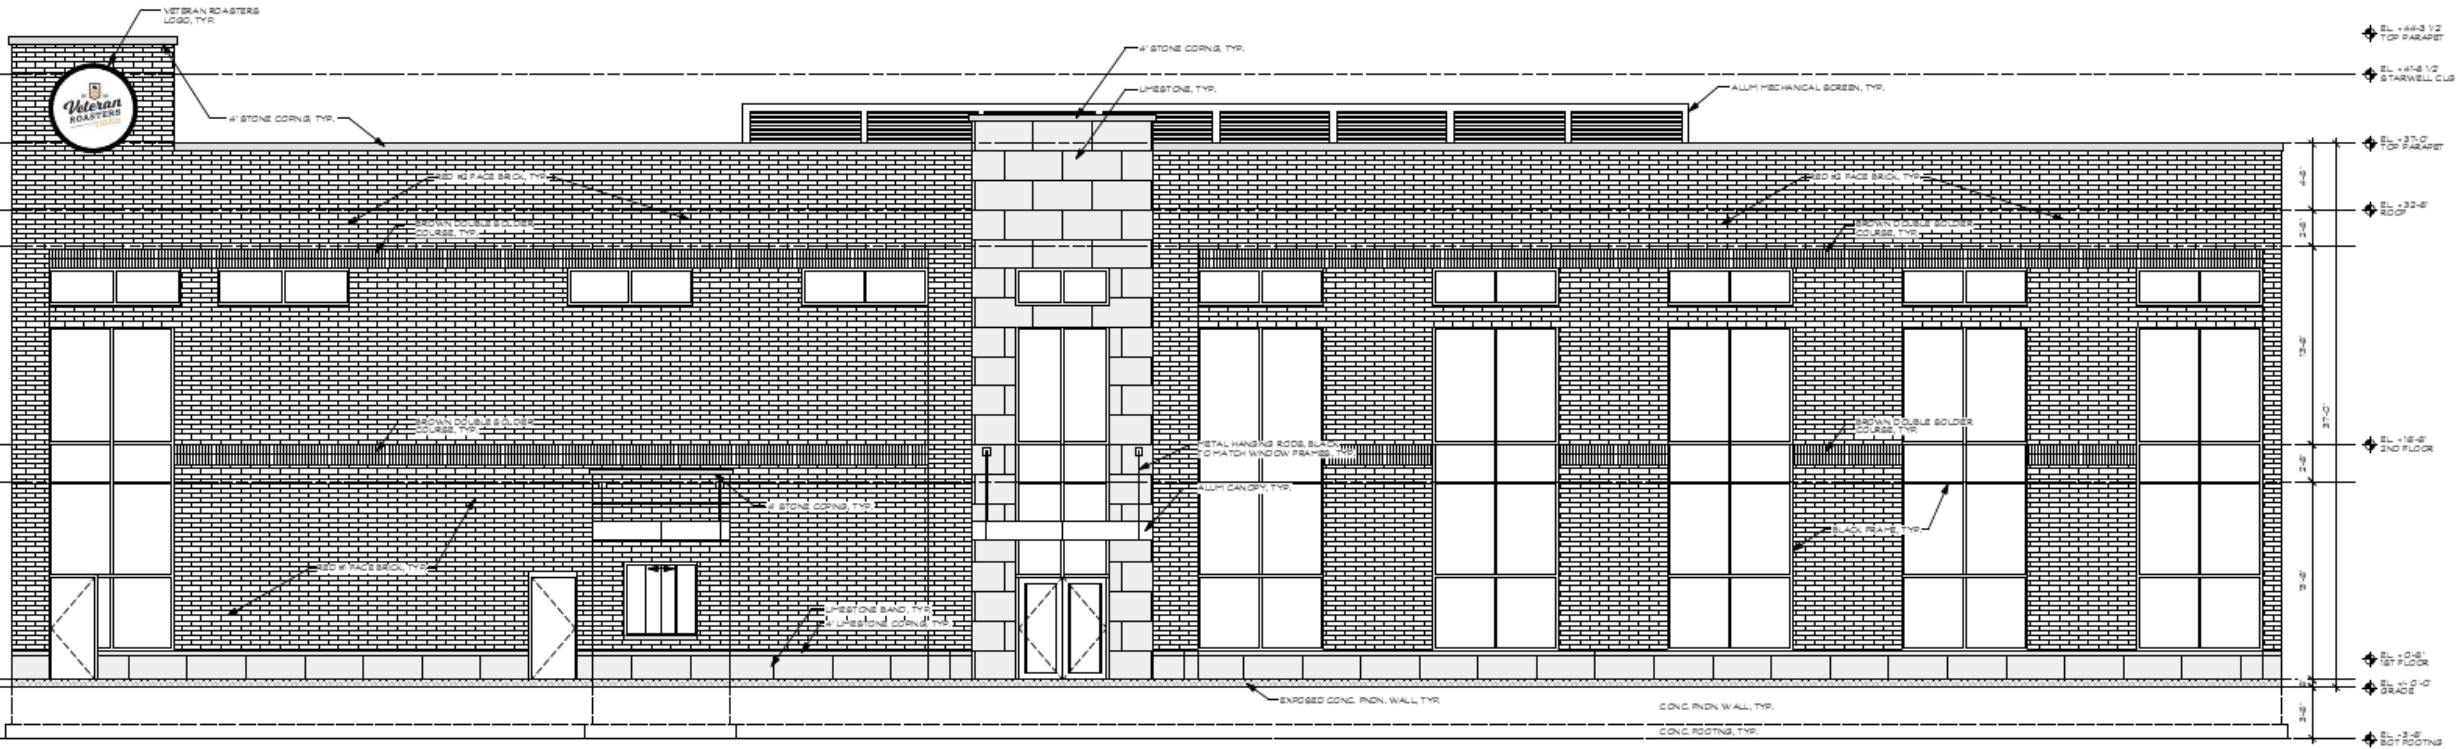 VETERAN ROASTERS
LOGO, TYP.
Veteran
ROASTERS
4" STONE COPING, TYP.
4" STONE COPING, TYP.
LIMESTONE, TYP.
ALUM MECHANICAL SCREEN, TYP.
RED #2 FACE BRICK, TYP.
BROWN DOUBLE SOLDIER
COURSE, TYP.
RED #2 FACE BRICK, TYP.
BROWN DOUBLE SOLDIER
COURSE, TYP.
BROWN DOUBLE SOLDIER
COURSE, TYP.
METAL HANGING RODS, BLACK
TO MATCH WINDOW FRAMES, TYP.
BROWN DOUBLE SOLDIER
COURSE, TYP.
4" STONE COPING, TYP.
ALUM CANOPY, TYP.
BLACK FRAME, TYP.
RED #1 FACE BRICK, TYP.
LIMESTONE BAND, TYP.
4" LIMESTONE COPING, TYP.
EXPOSED CONC. FNDN. WALL, TYP.
CONC. FNDN. WALL, TYP.
CONC. FOOTING, TYP.
EL. +44'-3 1/2"
TOP PARAPET
EL. +41'-8 1/2"
STAIRWELL CLG
EL. +37'-0"
TOP PARAPET
EL. +32'-6"
ROOF
EL. +16'-6"
2ND FLOOR
EL. +0'-6"
1ST FLOOR
EL. +/- 0'-0"
GRADE
EL. -3'-6"
BOT FOOTING
37'-0"